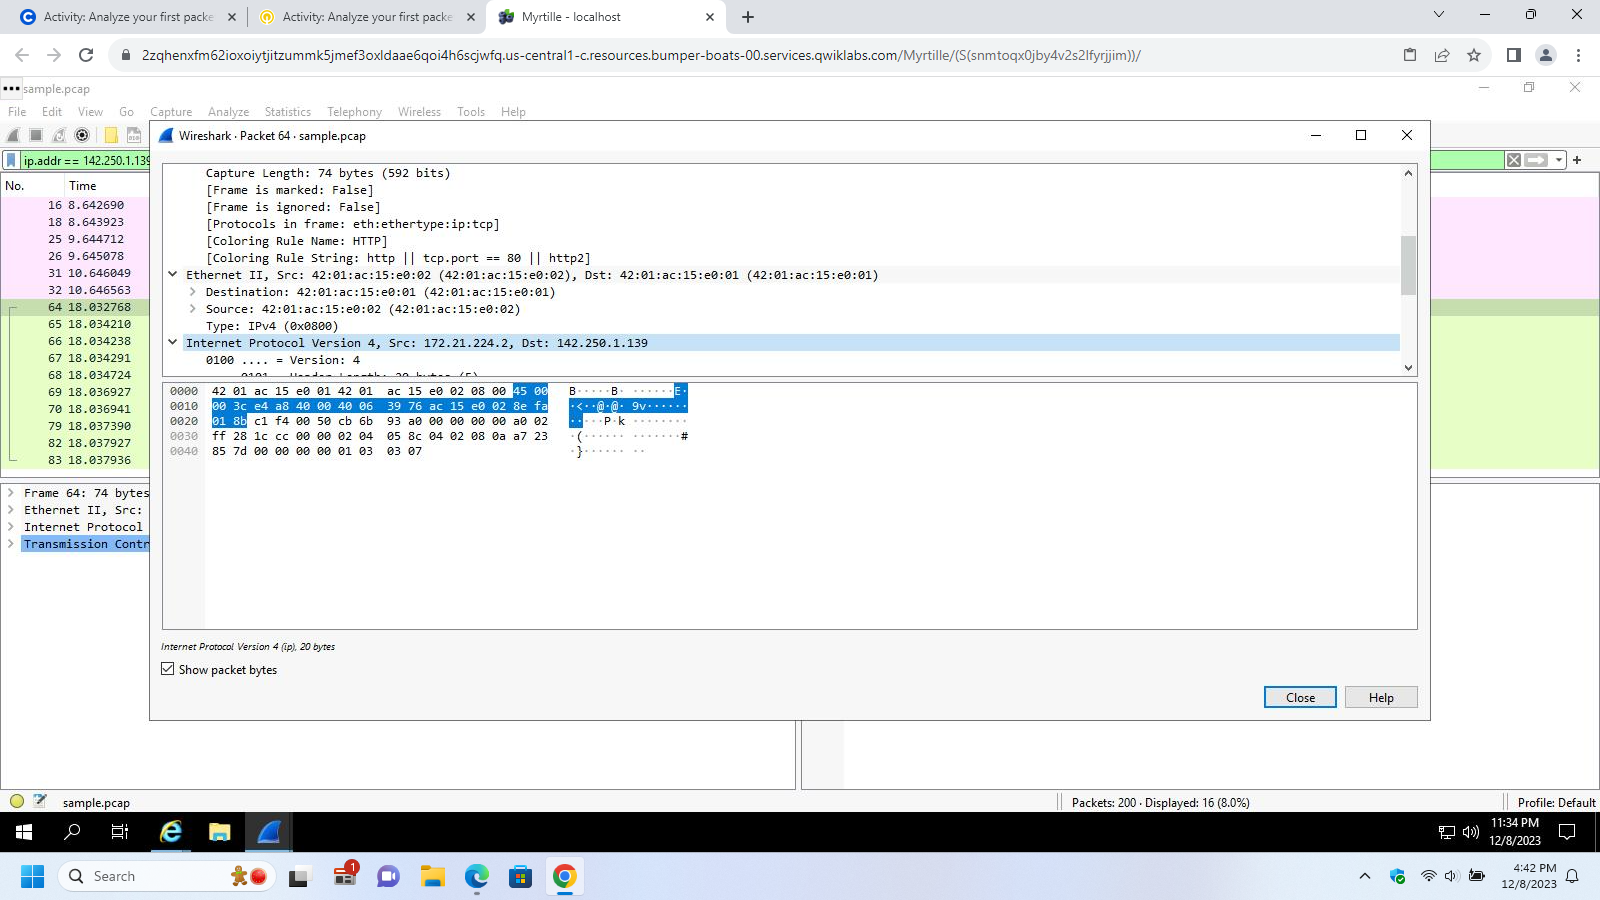 Activity: Analyze your first packe
Activity: Analyze your first packe
Myrtille - localhost
2zqhenxfm62ioxoiytjitzummk5jmef3oxldaae6qoi4h6scjwfq.us-central1-c.resources.bumper-boats-00.services.qwiklabs.com/Myrtille/(S(snmtoqx0jby4v2s2lfyrjjim))/
sample.pcap
File Edit View Go Capture Analyze Statistics Telephony Wireless Tools Help
Wireshark · Packet 64 · sample.pcap
ip.addr == 142.250.1.139
No. Time
16 8.642690
18 8.643923
25 9.644712
26 9.645078
31 10.646049
32 10.646563
64 18.032768
65 18.034210
66 18.034238
67 18.034291
68 18.034724
69 18.036927
70 18.036941
79 18.037390
82 18.037927
83 18.037936
Capture Length: 74 bytes (592 bits)
[Frame is marked: False]
[Frame is ignored: False]
[Protocols in frame: eth:ethertype:ip:tcp]
[Coloring Rule Name: HTTP]
[Coloring Rule String: http || tcp.port == 80 || http2]
Ethernet II, Src: 42:01:ac:15:e0:02 (42:01:ac:15:e0:02), Dst: 42:01:ac:15:e0:01 (42:01:ac:15:e0:01)
Destination: 42:01:ac:15:e0:01 (42:01:ac:15:e0:01)
Source: 42:01:ac:15:e0:02 (42:01:ac:15:e0:02)
Type: IPv4 (0x0800)
Internet Protocol Version 4, Src: 172.21.224.2, Dst: 142.250.1.139
0100 .... = Version: 4
0000 42 01 ac 15 e0 01 42 01 ac 15 e0 02 08 00 45 00 B·····B· ······E·
0010 00 3c e4 a8 40 00 40 06 39 76 ac 15 e0 02 8e fa ·<··@·@· 9v······
0020 01 8b c1 f4 00 50 cb 6b 93 a0 00 00 00 00 a0 02 ·····P·k ········
0030 ff 28 1c cc 00 00 02 04 05 8c 04 02 08 0a a7 23 ·(······ ·······#
0040 85 7d 00 00 00 00 01 03 03 07 ·}······ ··
Frame 64: 74 bytes
Ethernet II, Src:
Internet Protocol
Transmission Contr
Internet Protocol Version 4 (ip), 20 bytes
Show packet bytes
Close Help
sample.pcap
Packets: 200 · Displayed: 16 (8.0%)
Profile: Default
11:34 PM
12/8/2023
Search
1
4:42 PM
12/8/2023